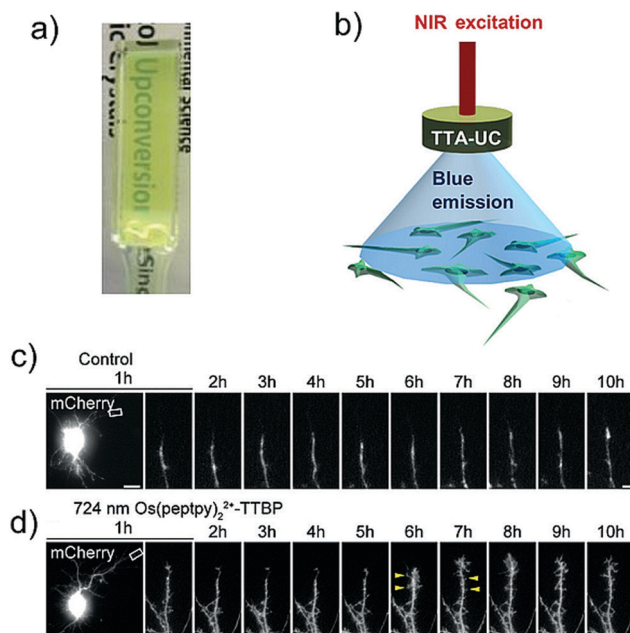 a)
ol Upconversion
b)
NIR excitation
TTA-UC
Blue
emission
c)
Control
1h
2h
3h
4h
5h
6h
7h
8h
9h
10h
mCherry
d)
724 nm Os(peptpy)₂²⁺-TTBP
1h
2h
3h
4h
5h
6h
7h
8h
9h
10h
mCherry